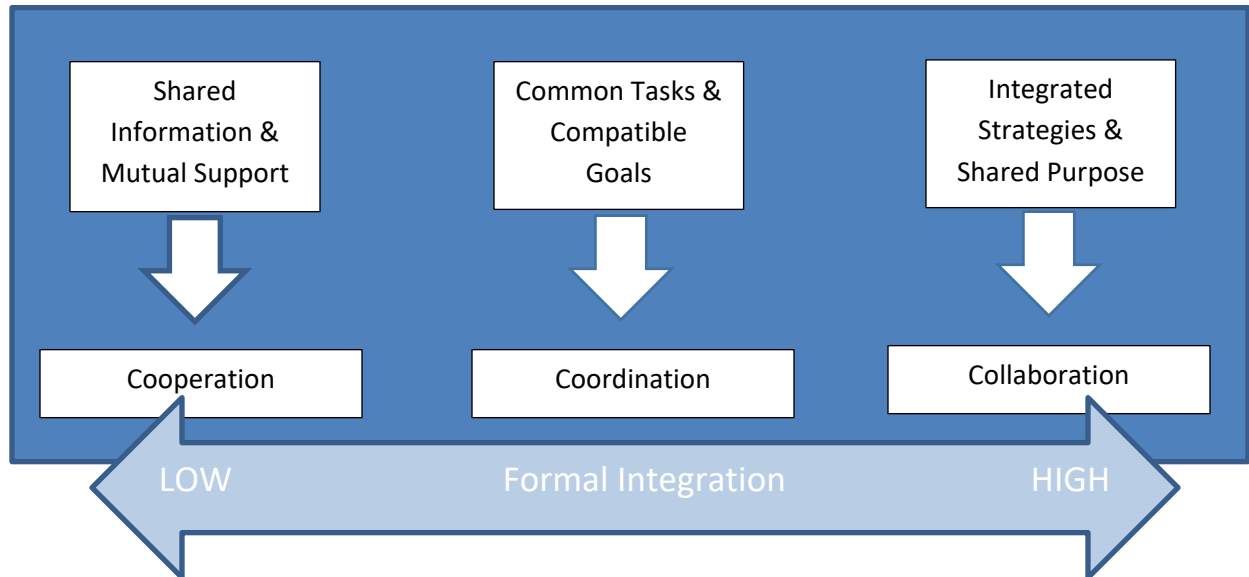 Shared
Information &
Mutual Support
Common Tasks &
Compatible
Goals
Integrated
Strategies &
Shared Purpose
Cooperation
Coordination
Collaboration
LOW
Formal Integration
HIGH